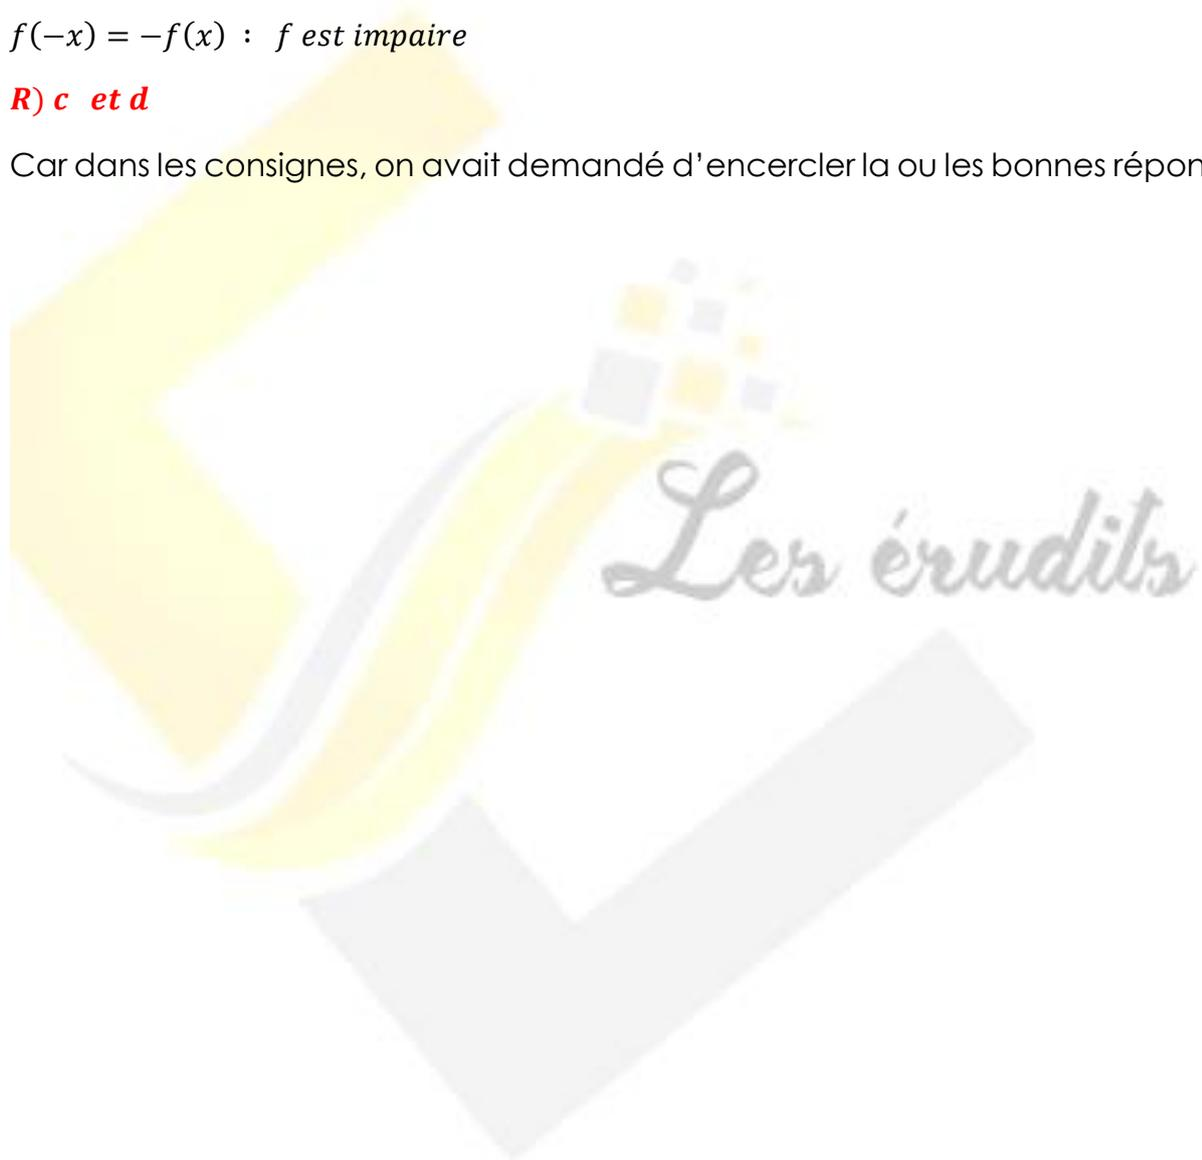 f(−x) = −f(x) : f est impaire
R) c et d
Car dans les consignes, on avait demandé d’encercler la ou les bonnes répon
Les érudits